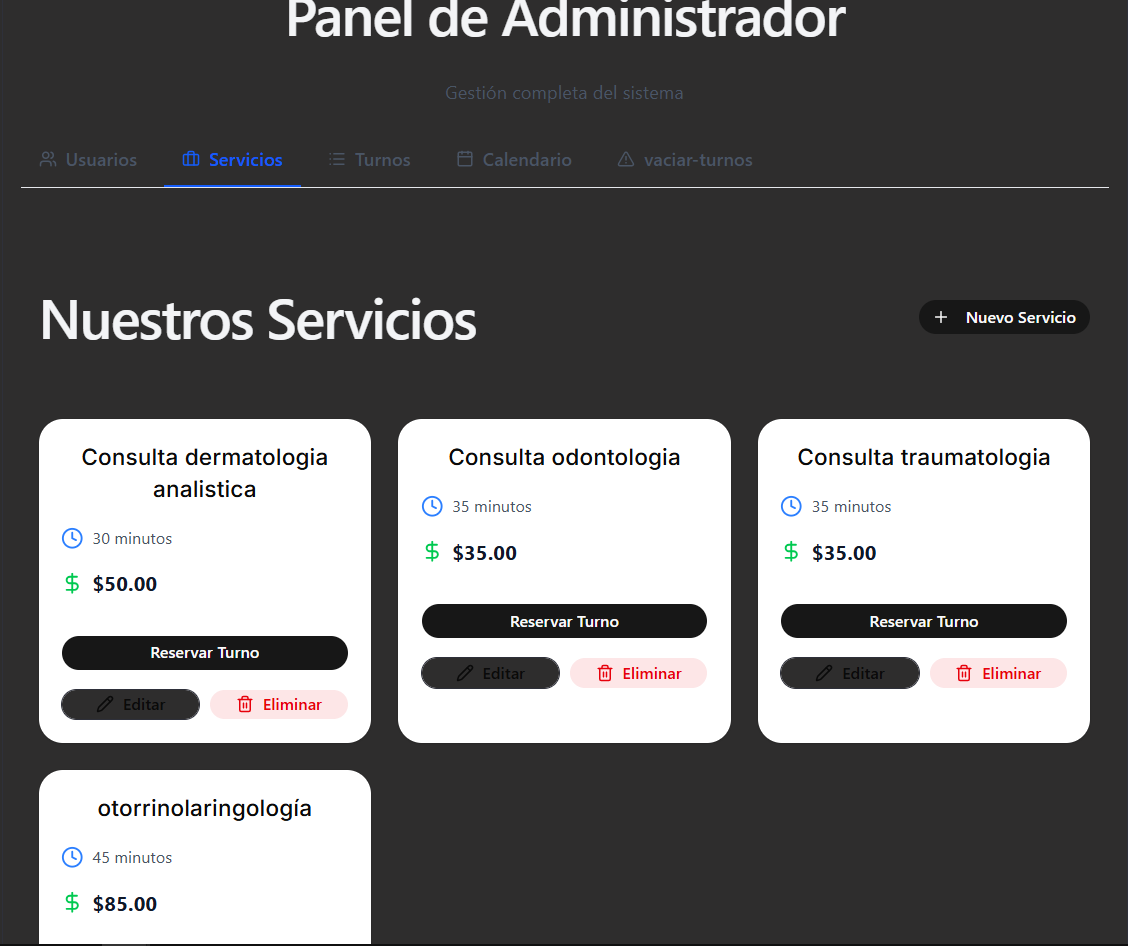 Panel de Administrador
Gestión completa del sistema
Usuarios Servicios Turnos Calendario vaciar-turnos
Nuestros Servicios
Nuevo Servicio
Consulta dermatologia
analistica
30 minutos
$50.00
Reservar Turno
Editar Eliminar
Consulta odontologia
35 minutos
$35.00
Reservar Turno
Editar Eliminar
Consulta traumatologia
35 minutos
$35.00
Reservar Turno
Editar Eliminar
otorrinolaringología
45 minutos
$85.00